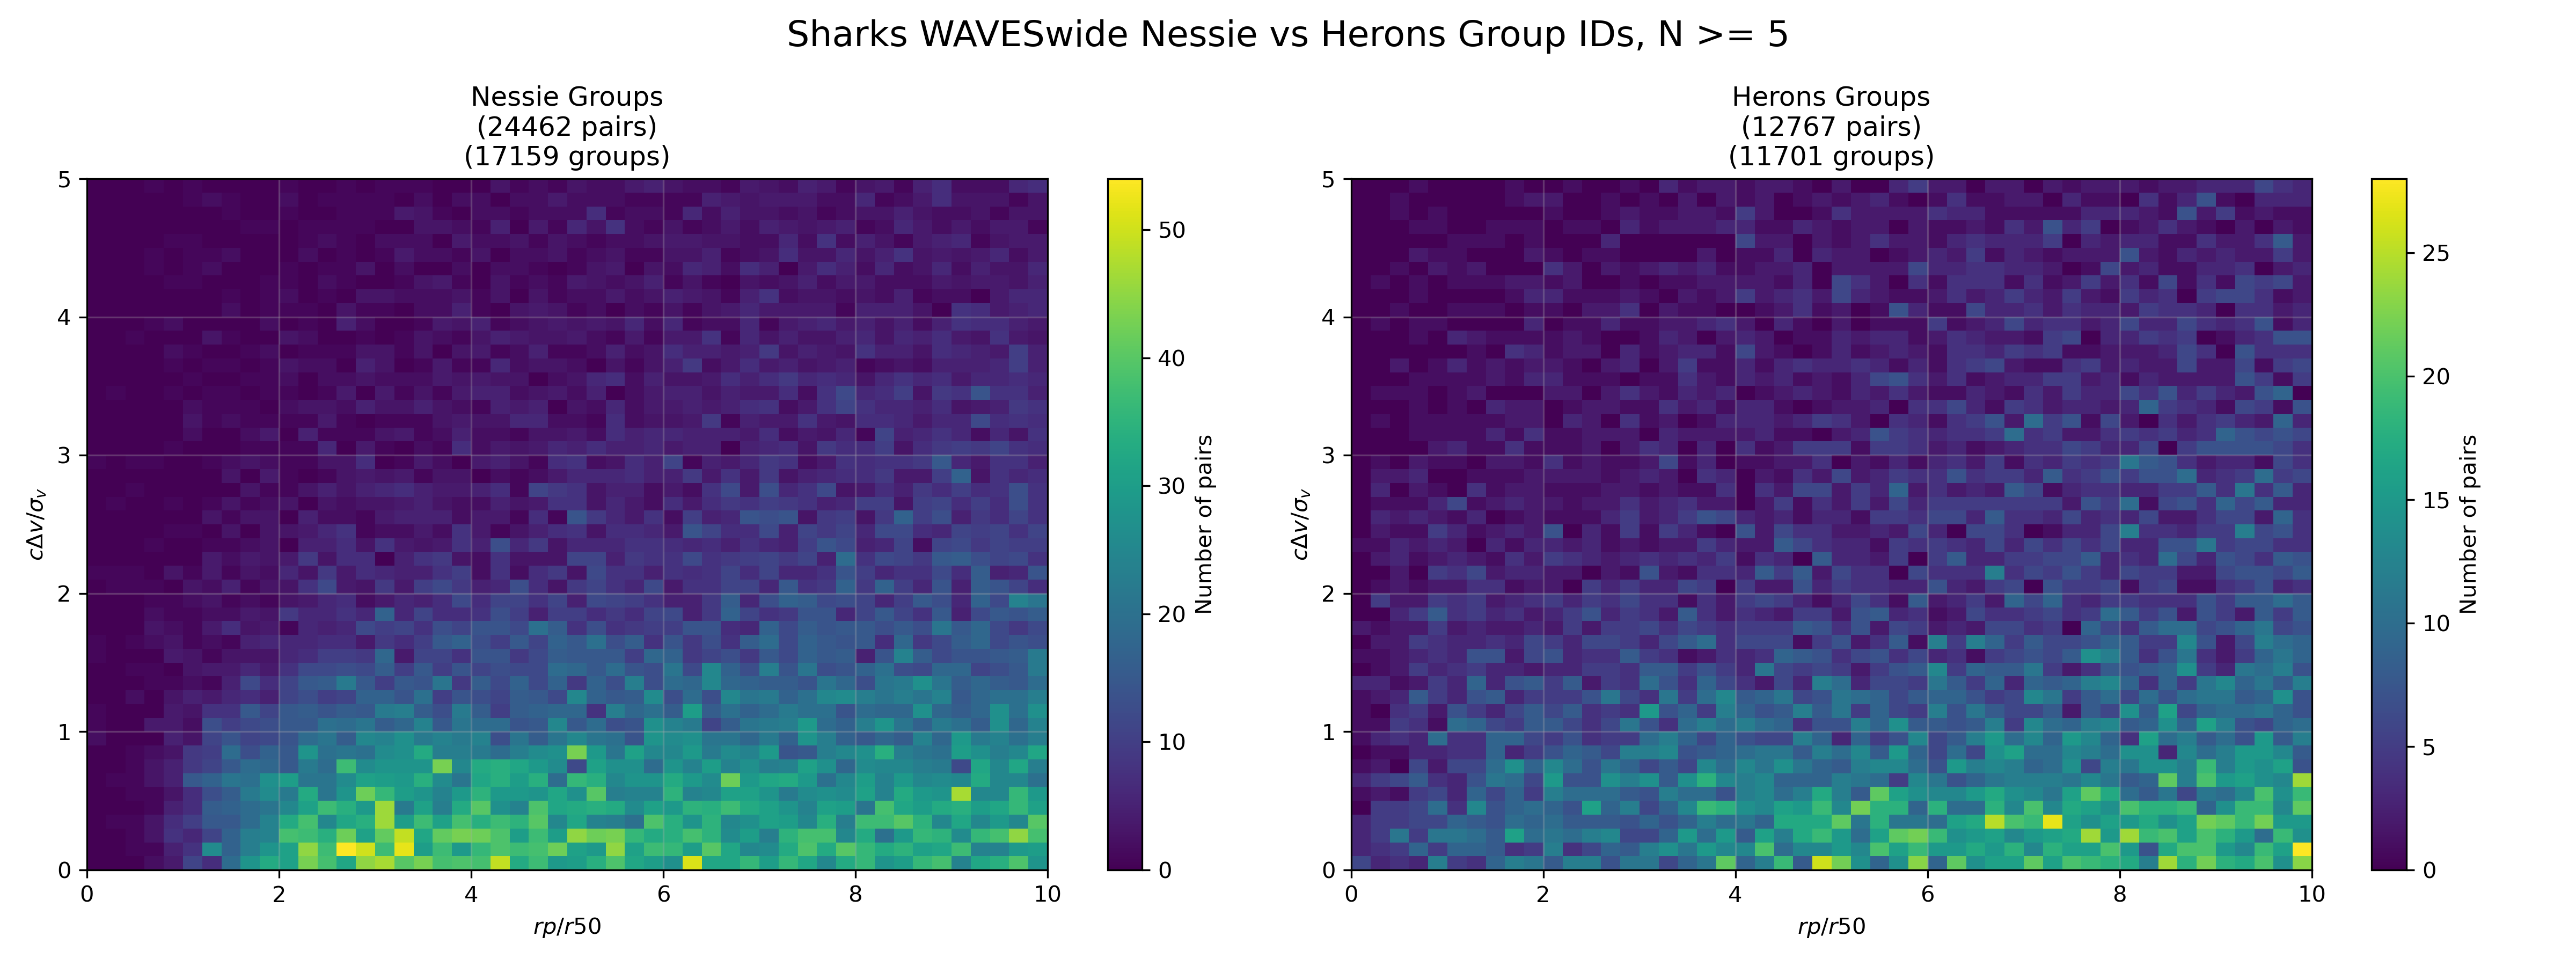 Sharks WAVESwide Nessie vs Herons Group IDs, N >= 5
Nessie Groups
(24462 pairs)
(17159 groups)
5
4
3
2
1
0
cΔv/σᵥ
0
2
4
6
8
10
rp/r50
50
40
30
20
10
0
Number of pairs
Herons Groups
(12767 pairs)
(11701 groups)
5
4
3
2
1
0
cΔv/σᵥ
0
2
4
6
8
10
rp/r50
25
20
15
10
5
0
Number of pairs